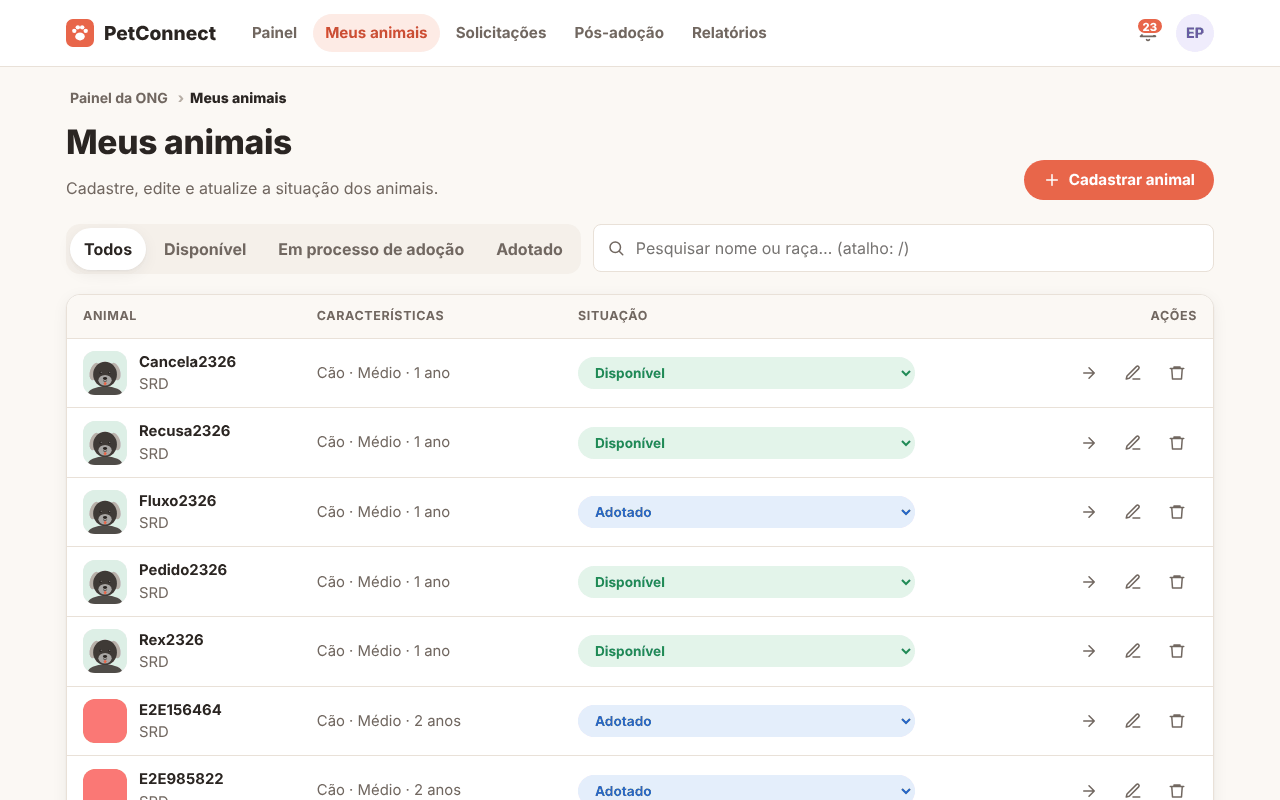 PetConnect
Painel
Meus animais
Solicitações
Pós-adoção
Relatórios
23
EP
Painel da ONG › Meus animais
Meus animais
Cadastre, edite e atualize a situação dos animais.
Cadastrar animal
Todos
Disponível
Em processo de adoção
Adotado
Pesquisar nome ou raça... (atalho: /)
ANIMAL
CARACTERÍSTICAS
SITUAÇÃO
AÇÕES
Cancela2326
SRD
Cão · Médio · 1 ano
Disponível
Recusa2326
SRD
Cão · Médio · 1 ano
Disponível
Fluxo2326
SRD
Cão · Médio · 1 ano
Adotado
Pedido2326
SRD
Cão · Médio · 1 ano
Disponível
Rex2326
SRD
Cão · Médio · 1 ano
Disponível
E2E156464
SRD
Cão · Médio · 2 anos
Adotado
E2E985822
SRD
Cão · Médio · 2 anos
Adotado